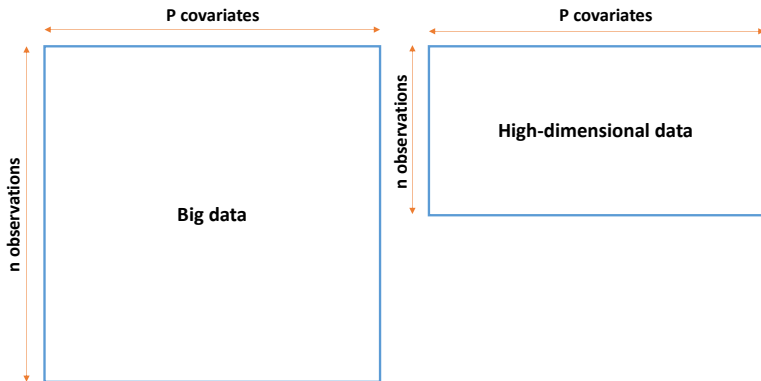 P covariates
n observations
Big data
P covariates
n observations
High-dimensional data